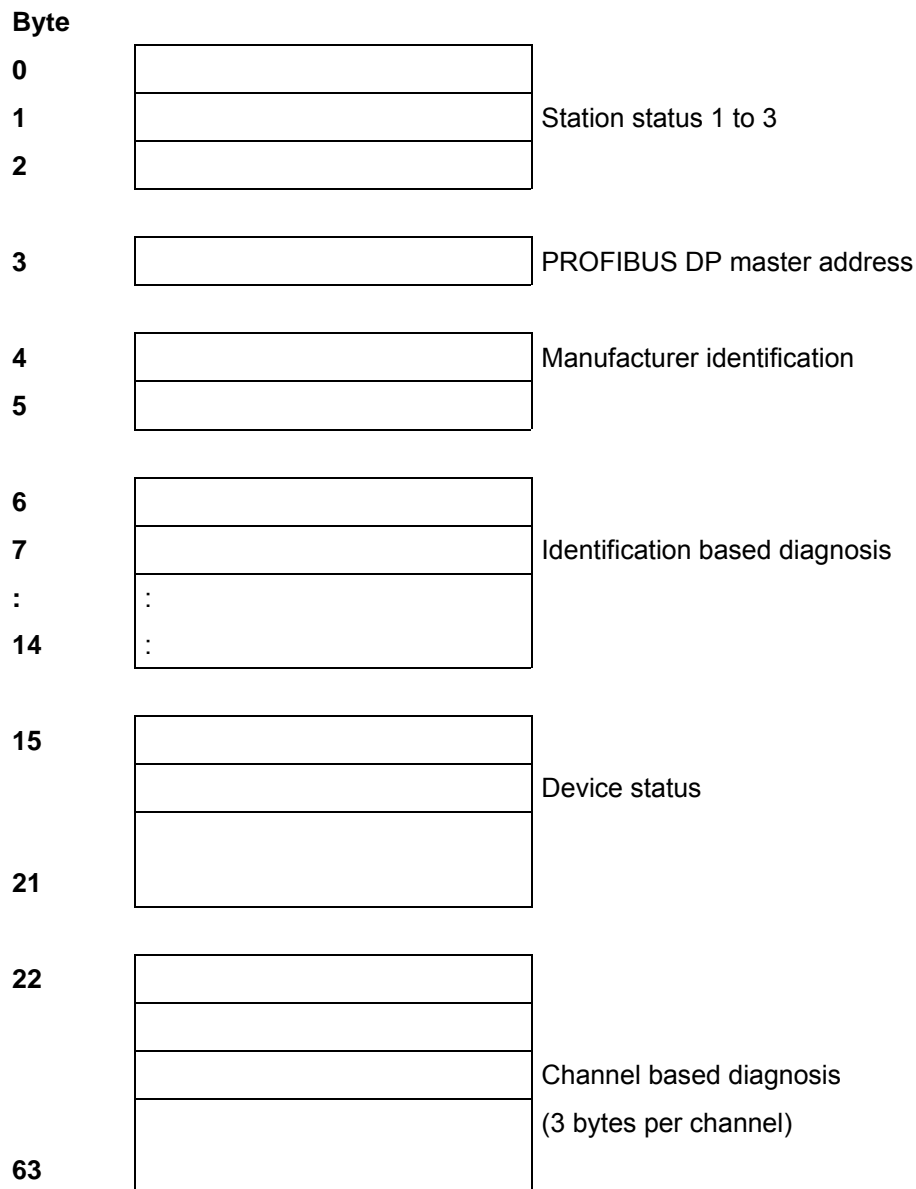 Byte
0
1 Station status 1 to 3
2
3 PROFIBUS DP master address
4 Manufacturer identification
5
6
7 Identification based diagnosis
: :
14 :
15
Device status
21
22
Channel based diagnosis
(3 bytes per channel)
63